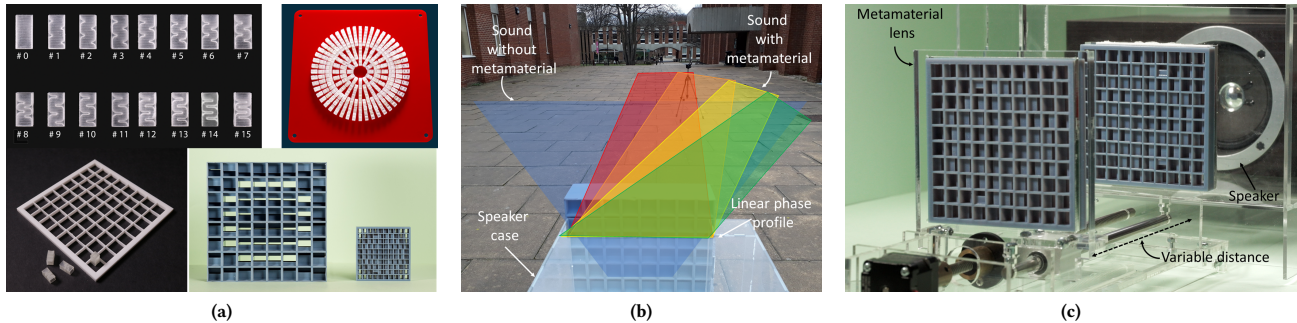 #0 #1 #2 #3 #4 #5 #6 #7
#8 #9 #10 #11 #12 #13 #14 #15
(a)
Sound
without
metamaterial
Sound
with
metamaterial
Speaker
case
Linear phase
profile
(b)
Metamaterial
lens
Speaker
Variable distance
(c)